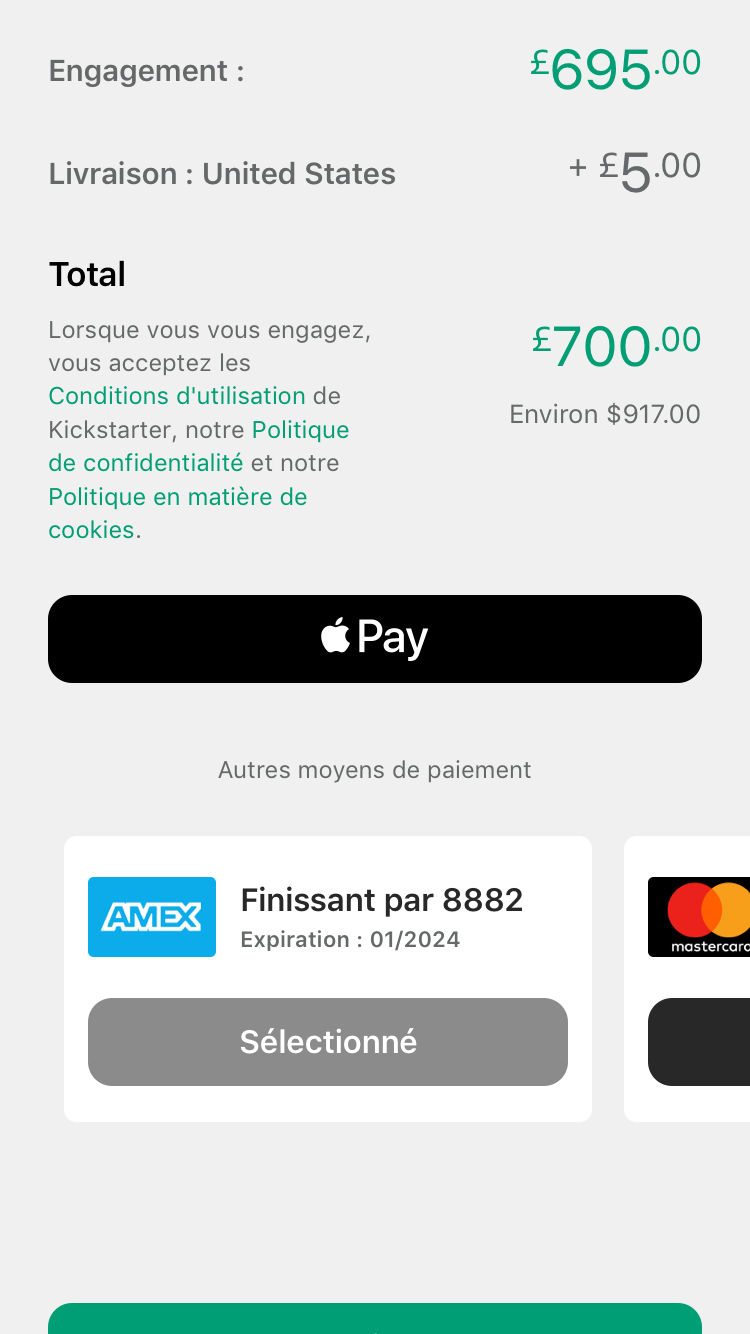 Engagement : £695.00
Livraison : United States + £5.00
Total
Lorsque vous vous engagez,
vous acceptez les
Conditions d'utilisation de
Kickstarter, notre Politique
de confidentialité et notre
Politique en matière de
cookies.
£700.00
Environ $917.00
Pay
Autres moyens de paiement
AMEX
Finissant par 8882
Expiration : 01/2024
Sélectionné
mastercard